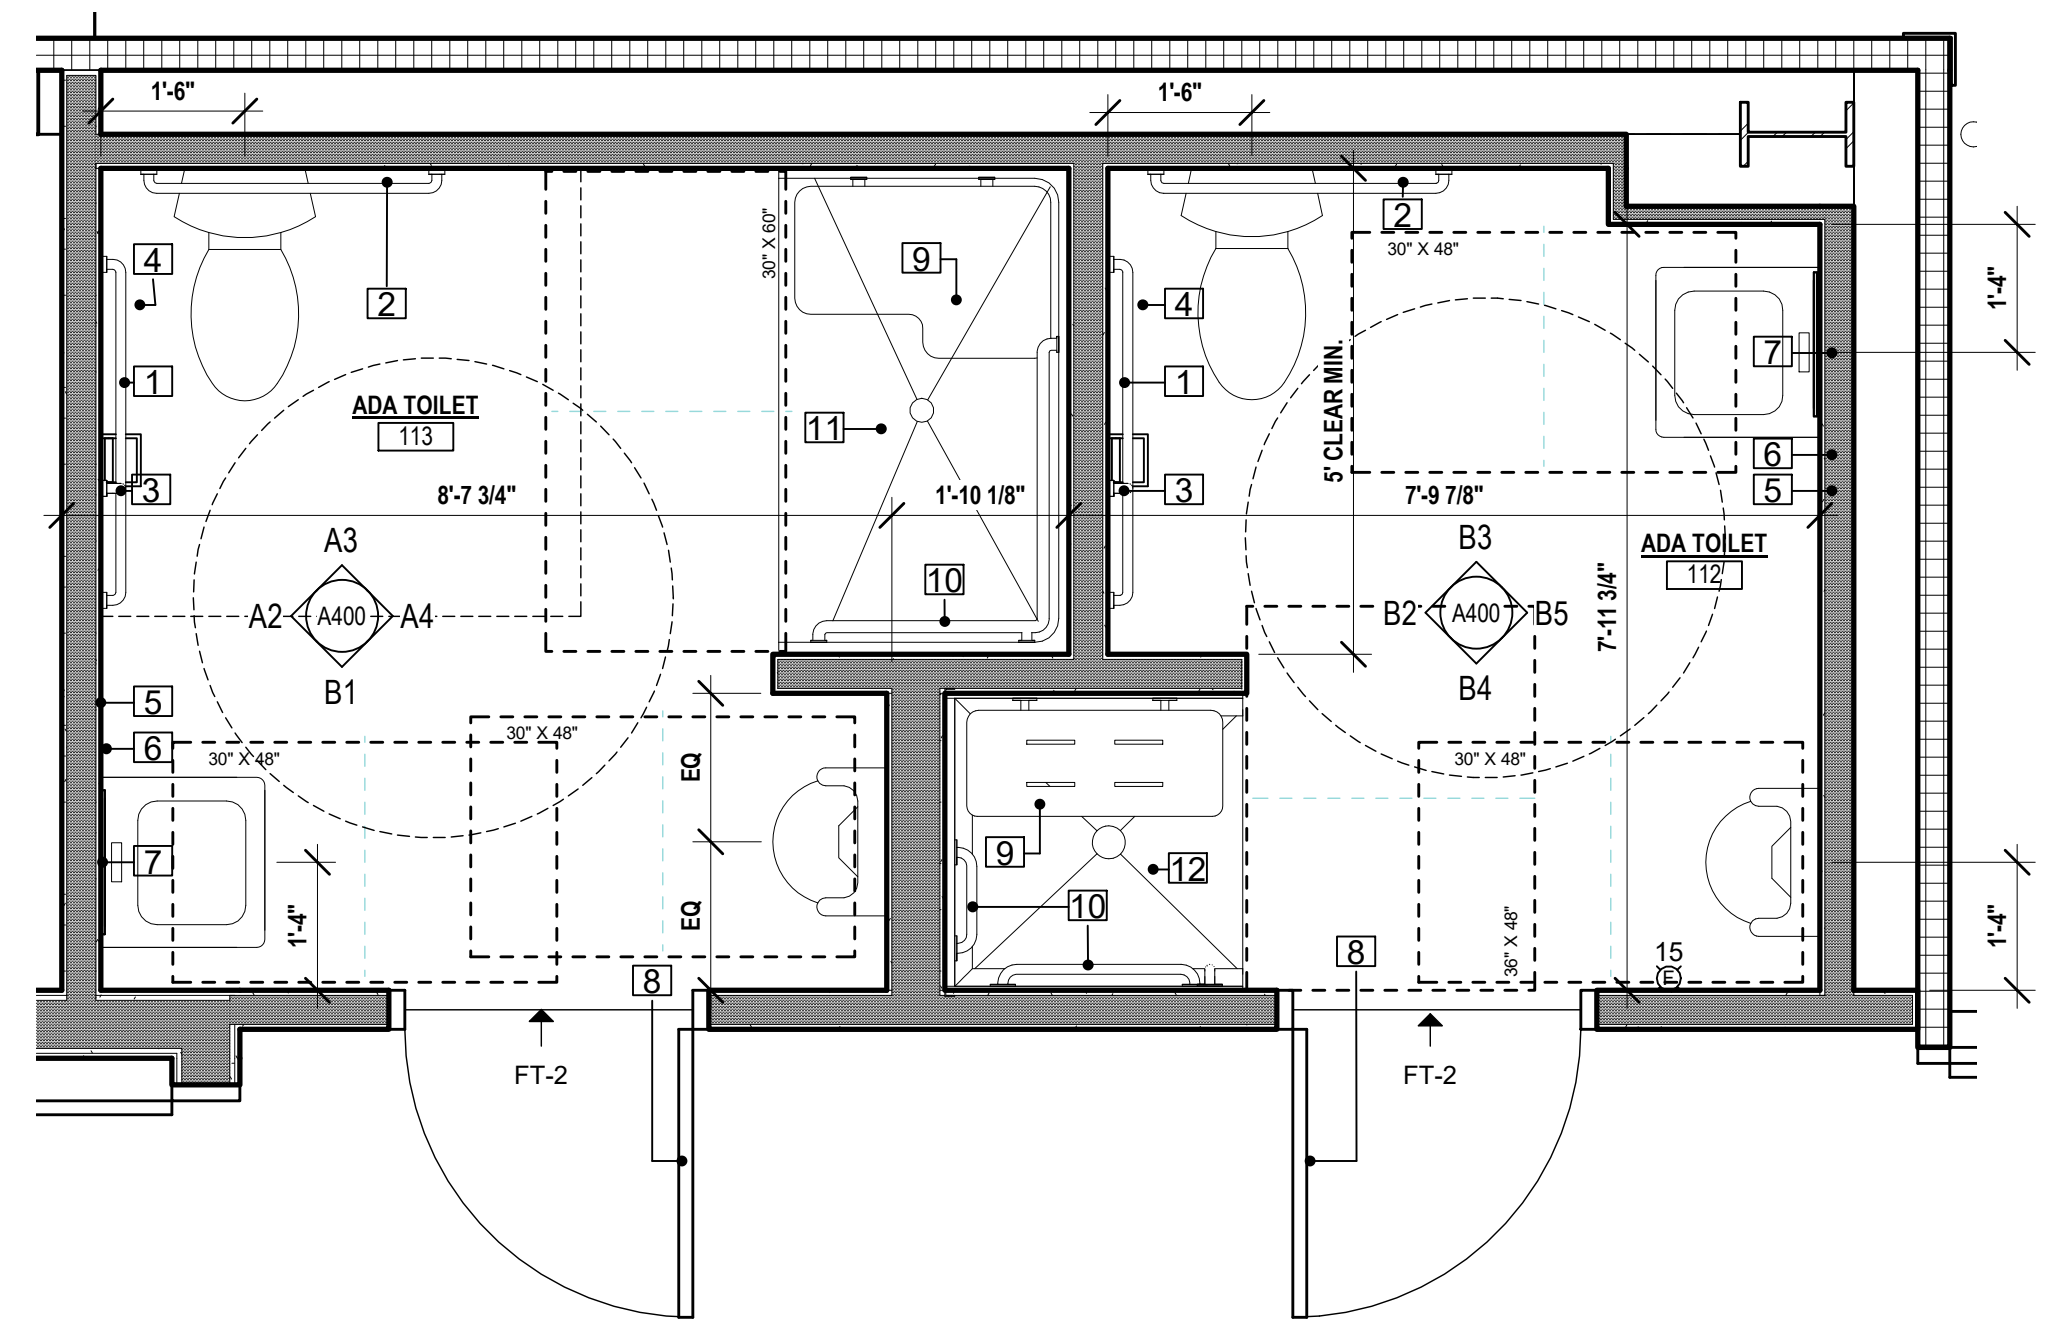 1'-6"
1'-6"
2
2
30" X 48"
30" X 60"
4
9
4
1'-4"
2
7
5' CLEAR MIN.
1
1
ADA TOILET
113
11
6
3
8'-7 3/4"
1'-10 1/8"
3
7'-9 7/8"
5
A3
B3
ADA TOILET
112
10
7'-11 3/4"
A2
A400
A4
B2
A400
B5
B1
B4
5
6
30" X 48"
30" X 48"
EQ
30" X 48"
7
9
12
1'-4"
EQ
10
1'-4"
36" X 48"
8
8
15
E
FT-2
FT-2